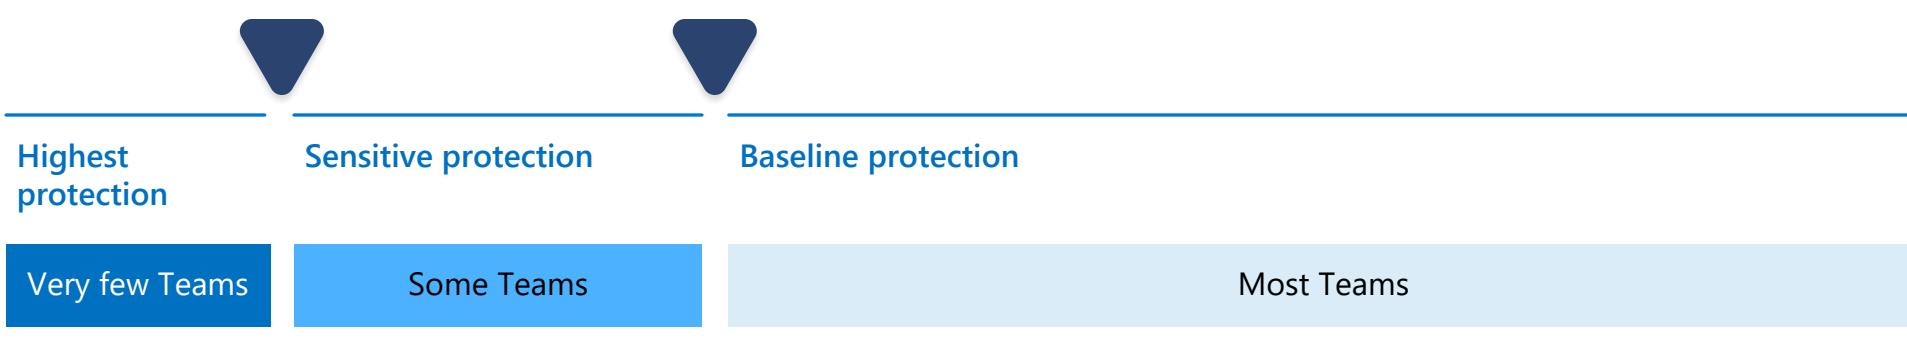 Highest
protection
Sensitive protection
Baseline protection
Very few Teams
Some Teams
Most Teams